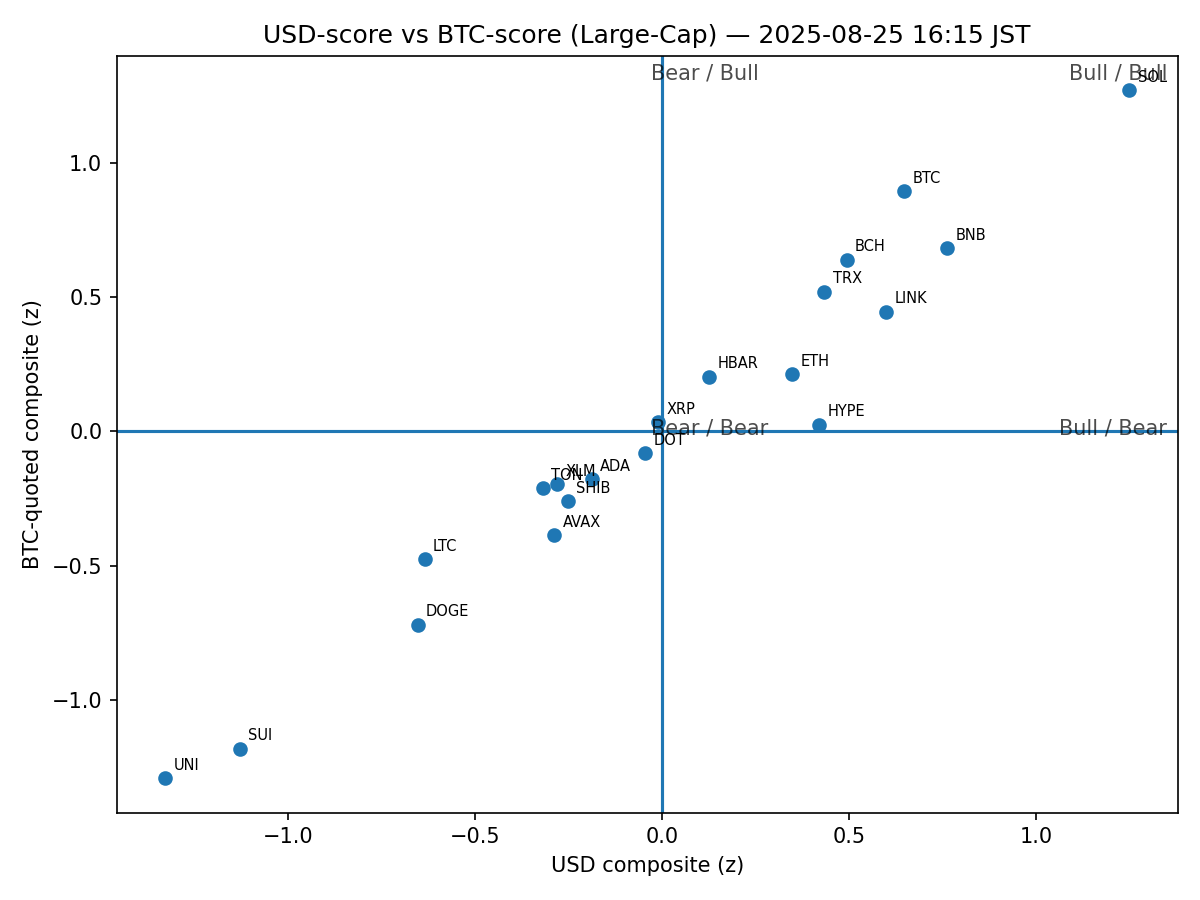 USD-score vs BTC-score (Large-Cap) — 2025-08-25 16:15 JST
Bear / Bull
Bull / Bull
SOL
1.0
BTC
BNB
BCH
TRX
0.5
LINK
HBAR
ETH
XRP
HYPE
0.0
Bear / Bear
Bull / Bear
DOT
ADA
XLM
TON
SHIB
AVAX
−0.5
LTC
DOGE
−1.0
SUI
UNI
BTC-quoted composite (z)
−1.0
−0.5
0.0
0.5
1.0
USD composite (z)